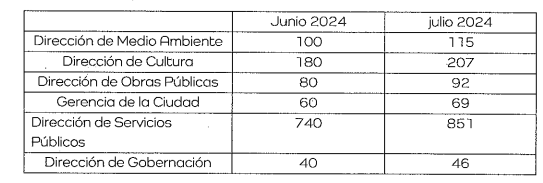 Junio 2024 julio 2024
Dirección de Medio Ambiente 100 115
Dirección de Cultura 180 207
Dirección de Obras Públicas 80 92
Gerencia de la Ciudad 60 69
Dirección de Servicios 740 851
Públicos
Dirección de Gobernación 40 46